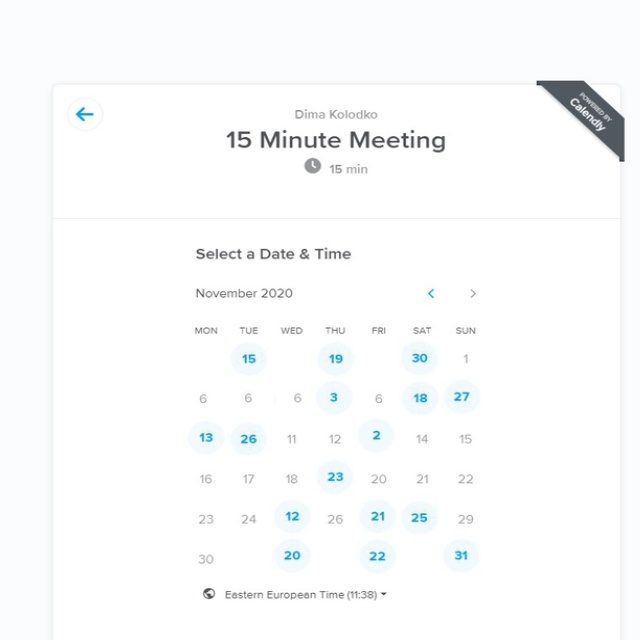 POWERED BY
Calendly
Dima Kolodko
15 Minute Meeting
15 min
Select a Date & Time
November 2020
MON TUE WED THU FRI SAT SUN
15 19 30 1
6 6 6 3 6 18 27
13 26 11 12 2 14 15
16 17 18 23 20 21 22
23 24 12 26 21 25 29
30 20 22 31
Eastern European Time (11:38)